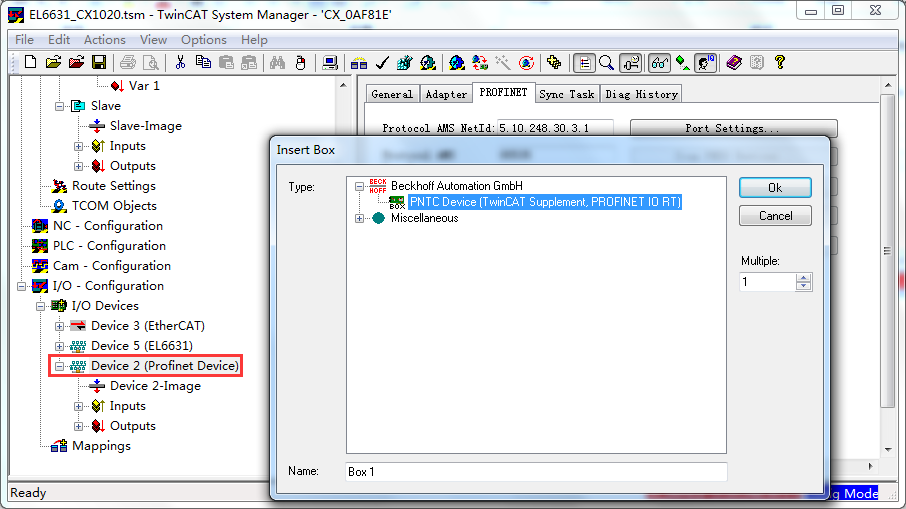 EL6631_CX1020.tsm - TwinCAT System Manager - 'CX_0AF81E'
File Edit Actions View Options Help
Var 1
Slave
Slave-Image
Inputs
Outputs
Route Settings
TCOM Objects
NC - Configuration
PLC - Configuration
Cam - Configuration
I/O - Configuration
I/O Devices
Device 3 (EtherCAT)
Device 5 (EL6631)
Device 2 (Profinet Device)
Device 2-Image
Inputs
Outputs
Mappings
General Adapter PROFINET Sync Task Diag History
Protocol AMS NetId: 5.10.248.30.3.1 Port Settings...
Insert Box
Type:
BECK
HOFF
Beckhoff Automation GmbH
BOX
PNTC Device (TwinCAT Supplement, PROFINET IO RT)
Miscellaneous
Ok
Cancel
Multiple:
1
Name: Box 1
Ready